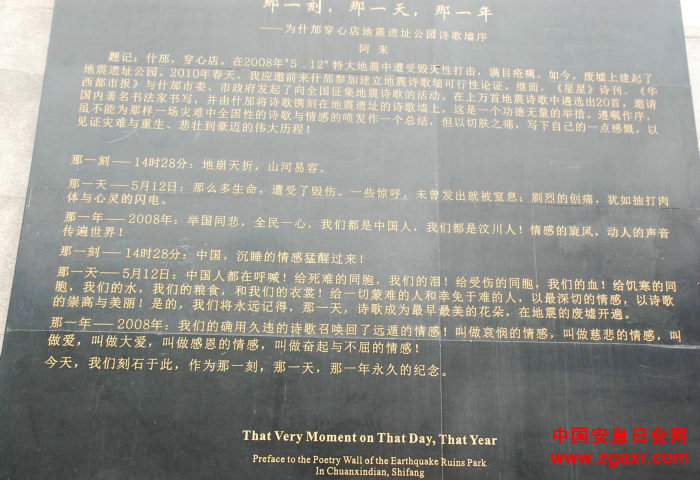 那一刻，那一天，那一年
——为什邡穿心店地震遗址公园诗歌墙序
阿来
题记：什邡，穿心店。在2008年"5.12"特大地震中遭受毁灭性打击，满目疮痍。如今，废墟上建起了
地震遗址公园。2010年春天，我应邀前来什邡参加建立地震诗歌墙可行性论证。继而，《星星》诗刊、《华
西都市报》与什邡市委、市政府发起了向全国征集地震诗歌的活动。在上万首地震诗歌中遴选出20首，邀请
国内著名书法家书写，并由什邡将诗歌镌刻在地震遗址的诗歌墙上，这是一个功德无量的举措。遵嘱作序，
虽不能为那样一场灾难中全国性的诗歌与情感的喷发作一个总结，但以切肤之痛，写下自己的一点感慨，以
见证灾难与重生、悲壮到豪迈的伟大历程！
那一刻——14时28分：地崩天折，山河易容。
那一天——5月12日：那么多生命，遭受了毁伤。一些惊呼，未曾发出就被窒息；剧烈的创痛，犹如抽打肉
体与心灵的闪电。
那一年——2008年：举国同悲，全民一心，我们都是中国人，我们都是汶川人！情感的旋风，动人的声音
传遍世界！
那一刻——14时28分：中国，沉睡的情感猛醒过来！
那一天——5月12日：中国人都在呼喊！给死难的同胞，我们的泪！给受伤的同胞，我们的血！给饥寒的同
胞，我们的水，我们的粮食，和我们的衣裳！给一切蒙难的人和幸免于难的人，以最深切的情感，以诗歌
的崇高与美丽！是的，我们将永远记得，那一天，诗歌成为最早最美的花朵，在地震的废墟开遍。
那一年——2008年：我们的确用久违的诗歌召唤回了远遁的情感！叫做哀悯的情感，叫做慈悲的情感，叫
做爱，叫做大爱，叫做感恩的情感，叫做奋起与不屈的情感！
今天，我们刻石于此，作为那一刻，那一天，那一年永久的纪念。
That Very Moment on That Day, That Year
Preface to the Poetry Wall of the Earthquake Ruins Park
In Chuanxindian, Shifang
中国安息日会网
www.zgaxr.com